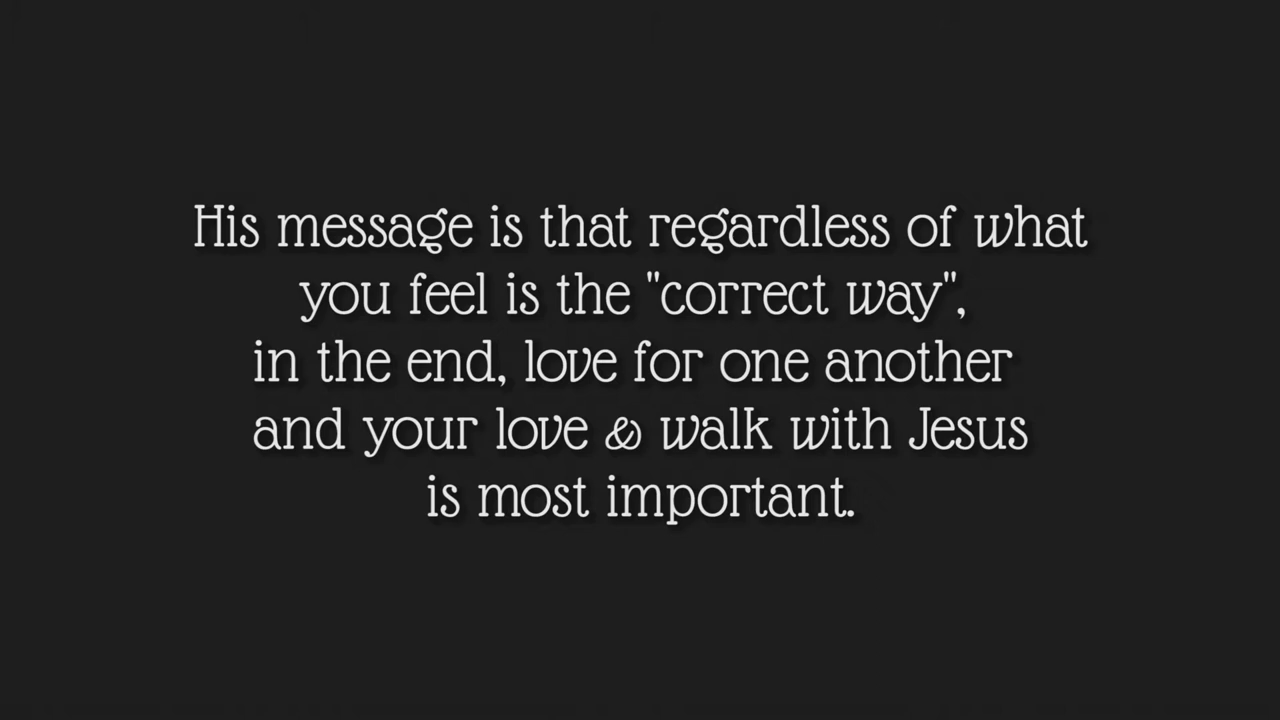 His message is that regardless of what
you feel is the "correct way",
in the end, love for one another
and your love & walk with Jesus
is most important.